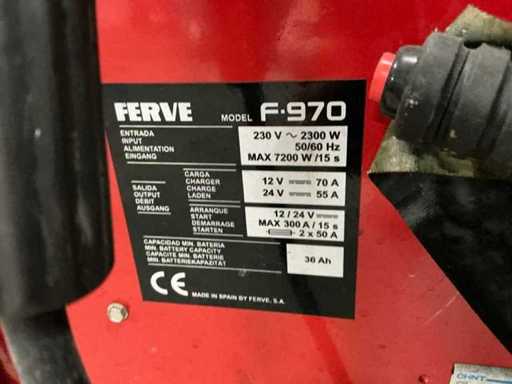 FERVE MODEL F-970
ENTRADA
INPUT
ALIMENTATION
EINGANG
230 V ~ 2300 W
50/60 Hz
MAX 7200 W/15 s
SALIDA
OUTPUT
DEBIT
AUSGANG
CARGA
CHARGER
CHARGE
LADEN
12 V ⎓ 70 A
24 V ⎓ 55 A
ARRANQUE
START
DEMARRAGE
STARTEN
12 / 24 V ⎓
MAX 300 A / 15 s
2 x 50 A
CAPACIDAD MIN. BATERIA
MIN. BATTERY CAPACITY
CAPACITE MIN. BATTERIE
MIN. BATTERIEKAPAZITÄT
36 Ah
CE MADE IN SPAIN BY FERVE, S.A.
CHNT